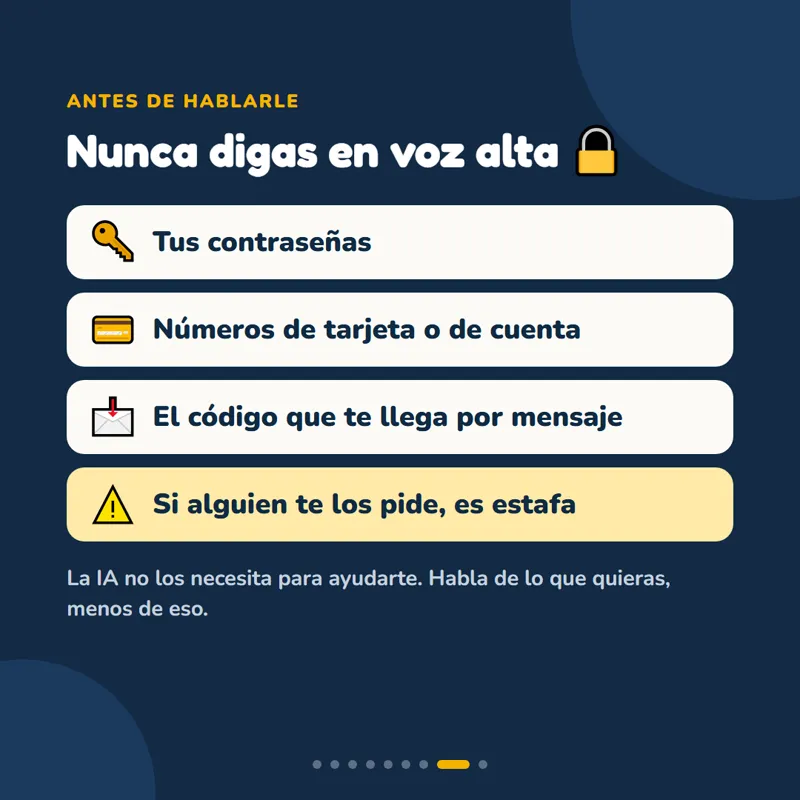 ANTES DE HABLARLE
Nunca digas en voz alta
Tus contraseñas
Números de tarjeta o de cuenta
El código que te llega por mensaje
Si alguien te los pide, es estafa
La IA no los necesita para ayudarte. Habla de lo que quieras,
menos de eso.